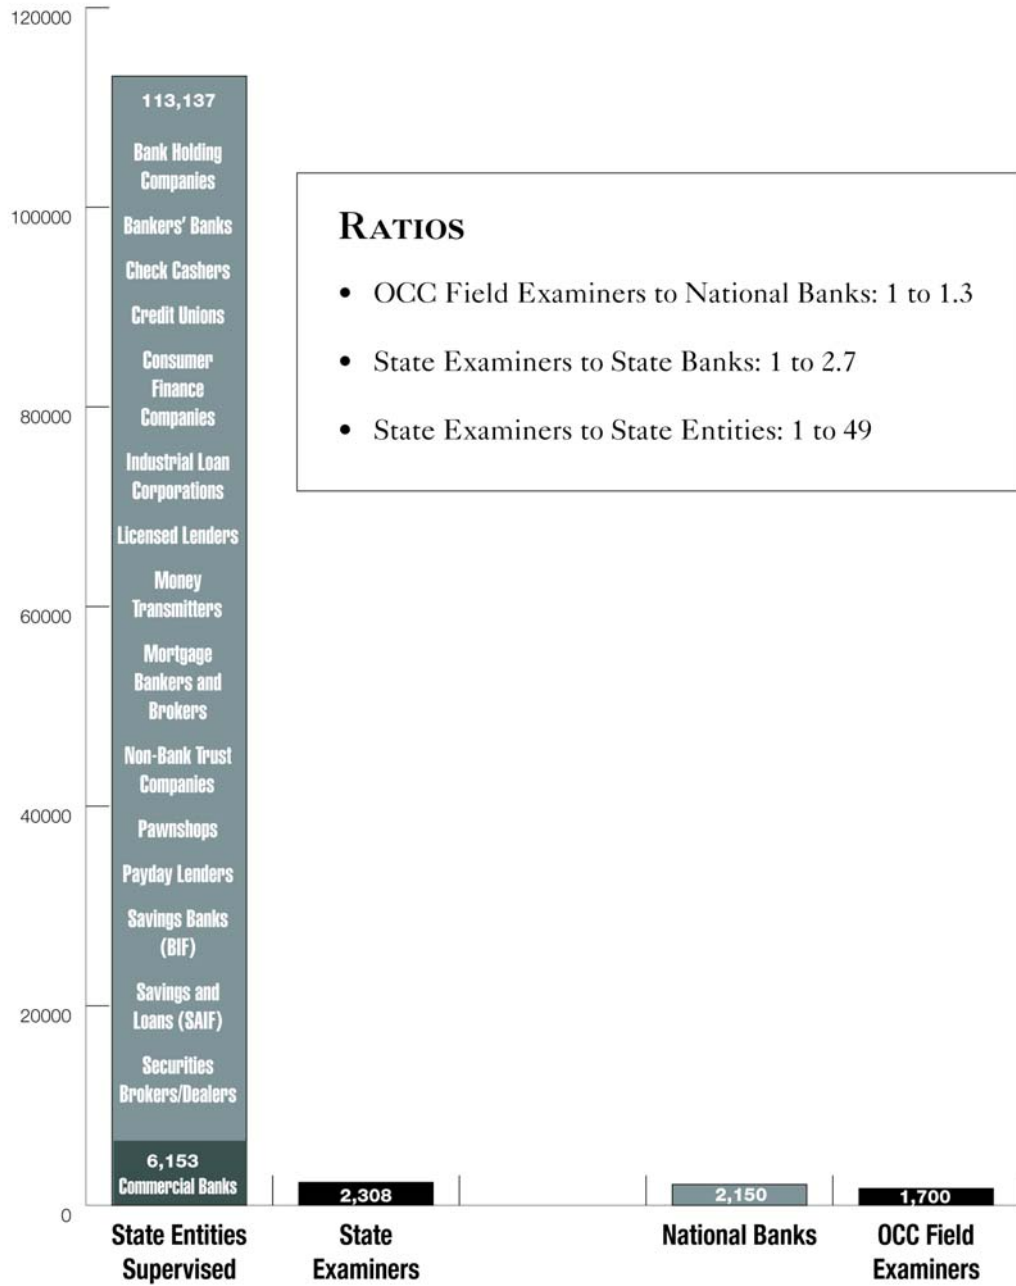 120000
100000
80000
60000
40000
20000
0
113,137
Bank Holding
Companies
Bankers' Banks
Check Cashers
Credit Unions
Consumer
Finance
Companies
Industrial Loan
Corporations
Licensed Lenders
Money
Transmitters
Mortgage
Bankers and
Brokers
Non-Bank Trust
Companies
Pawnshops
Payday Lenders
Savings Banks
(BIF)
Savings and
Loans (SAIF)
Securities
Brokers/Dealers
6,153
Commercial Banks
RATIOS
• OCC Field Examiners to National Banks: 1 to 1.3
• State Examiners to State Banks: 1 to 2.7
• State Examiners to State Entities: 1 to 49
2,308
2,150
1,700
State Entities
Supervised
State
Examiners
National Banks
OCC Field
Examiners